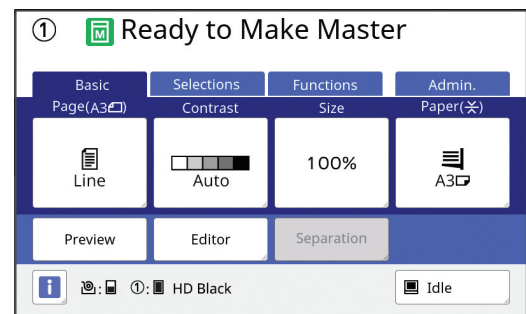 ① M Ready to Make Master
Basic Selections Functions Admin.
Page(A3) Contrast Size Paper()
Line Auto 100% A3
Preview Editor Separation
i : ①: HD Black Idle